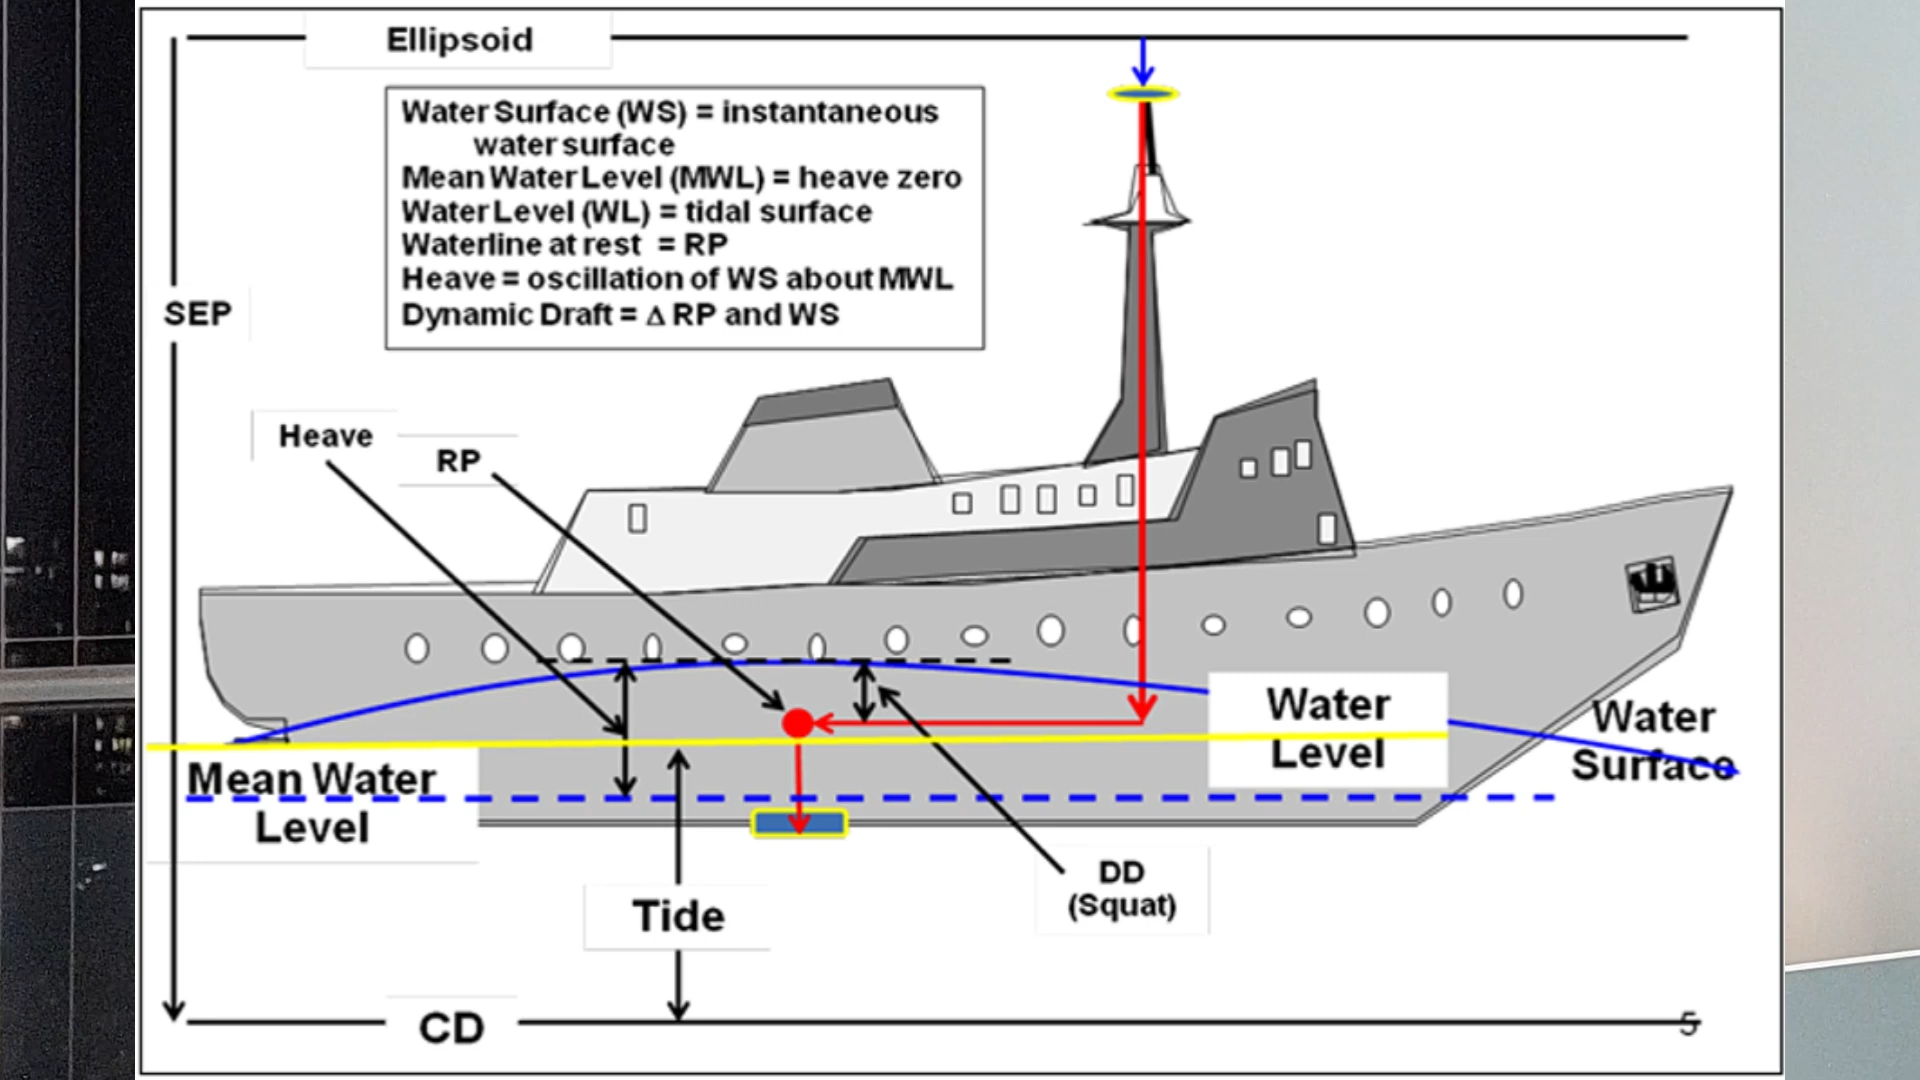 Ellipsoid
Water Surface (WS) = instantaneous
water surface
Mean Water Level (MWL) = heave zero
Water Level (WL) = tidal surface
Waterline at rest = RP
Heave = oscillation of WS about MWL
Dynamic Draft = Δ RP and WS
SEP
Heave
RP
Water
Level
Water
Surface
Mean Water
Level
DD
(Squat)
Tide
CD
5